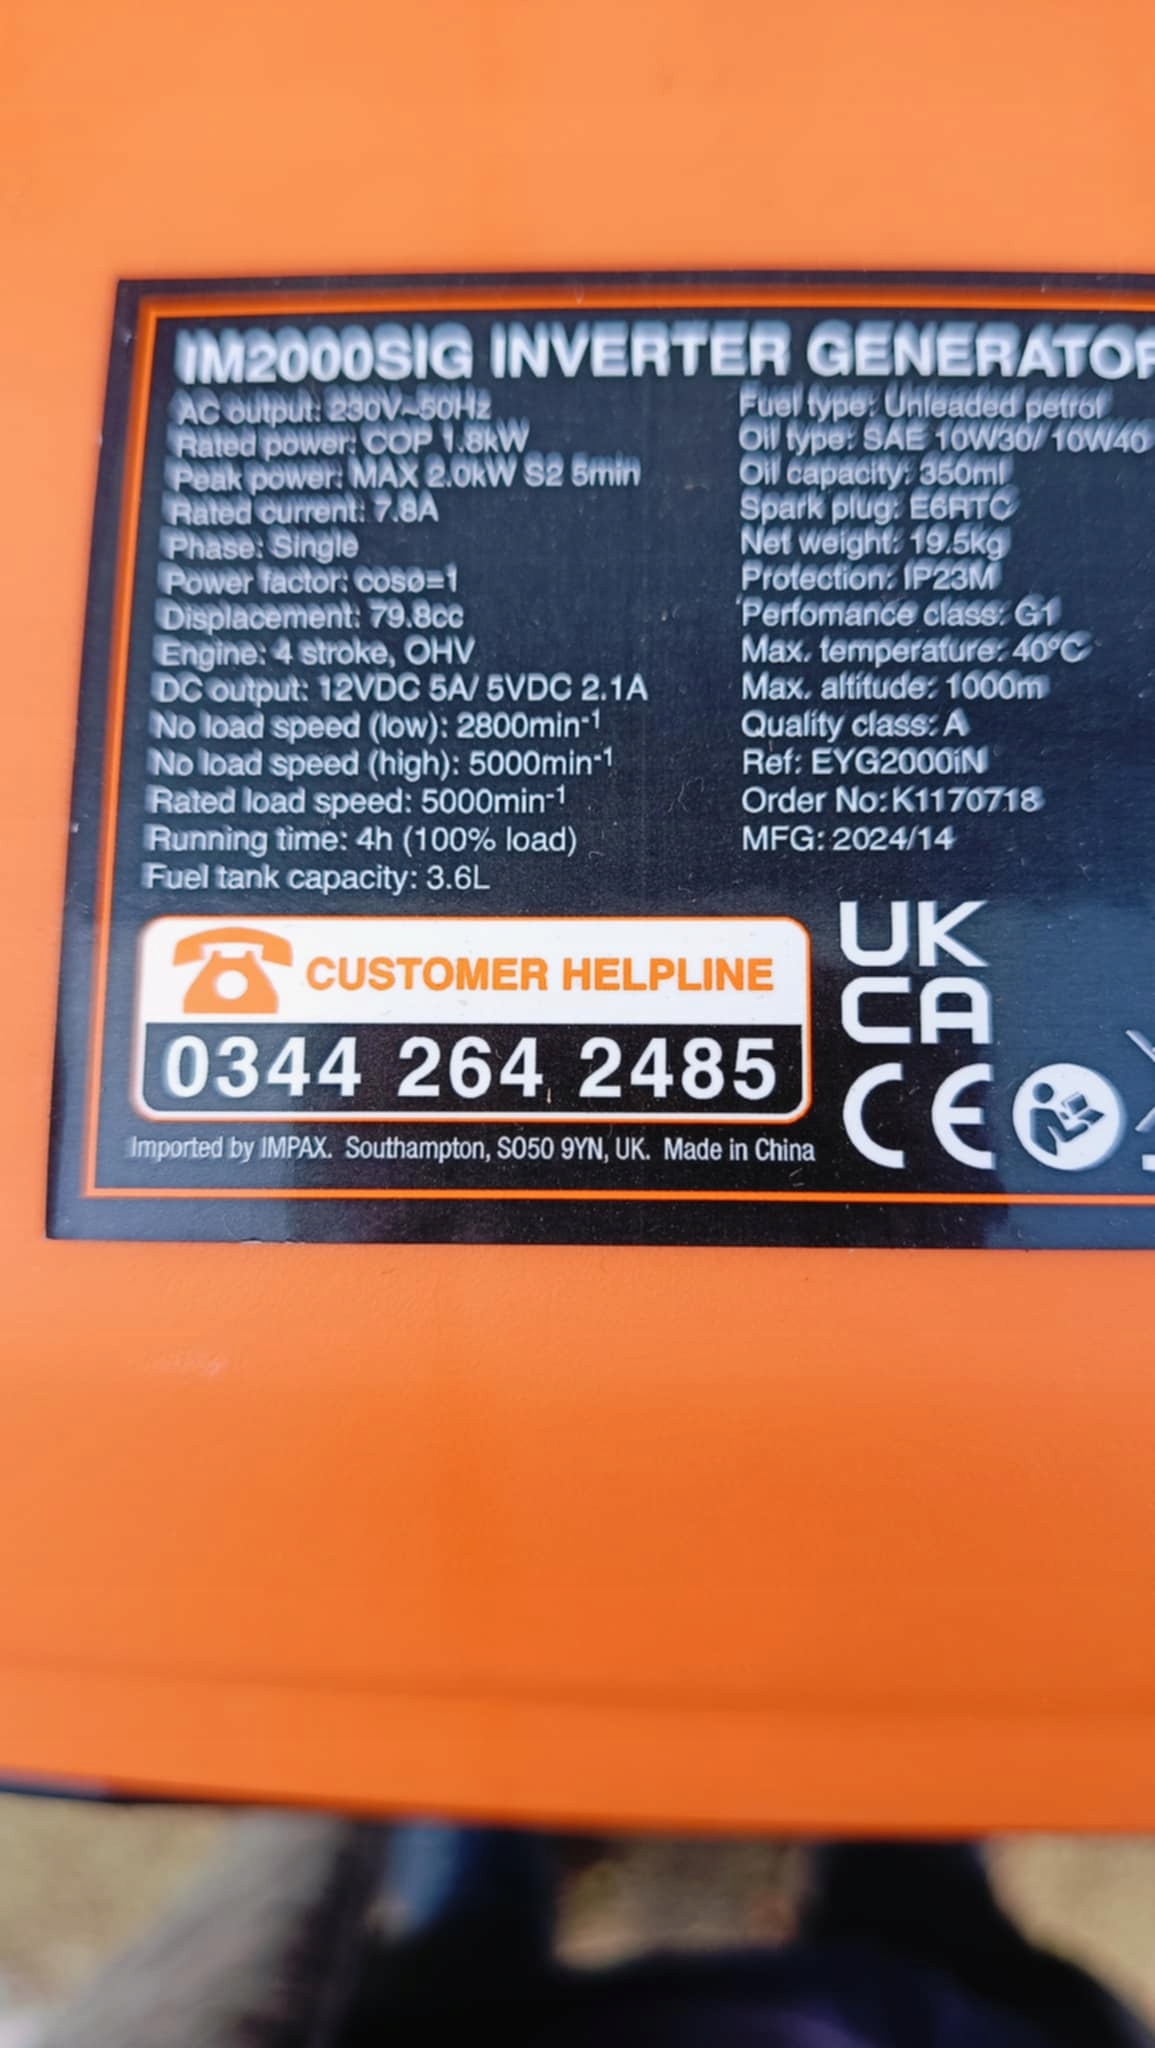 IM2000SIG INVERTER GENERATOR
AC output: 230V~50Hz
Rated power: COP 1.8kW
Peak power: MAX 2.0kW S2 5min
Rated current: 7.8A
Phase: Single
Power factor: cosø=1
Displacement: 79.8cc
Engine: 4 stroke, OHV
DC output: 12VDC 5A/ 5VDC 2.1A
No load speed (low): 2800min⁻¹
No load speed (high): 5000min⁻¹
Rated load speed: 5000min⁻¹
Running time: 4h (100% load)
Fuel tank capacity: 3.6L
Fuel type: Unleaded petrol
Oil type: SAE 10W30/ 10W40
Oil capacity: 350ml
Spark plug: E6RTC
Net weight: 19.5kg
Protection: IP23M
Perfomance class: G1
Max. temperature: 40°C
Max. altitude: 1000m
Quality class: A
Ref: EYG2000iN
Order No: K1170718
MFG: 2024/14
CUSTOMER HELPLINE
0344 264 2485
Imported by IMPAX. Southampton, SO50 9YN, UK. Made in China
UK
CA
CE